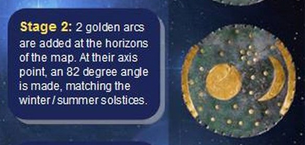 Stage 2: 2 golden arcs
are added at the horizons
of the map. At their axis
point, an 82 degree angle
is made, matching the
winter/summer solstices.